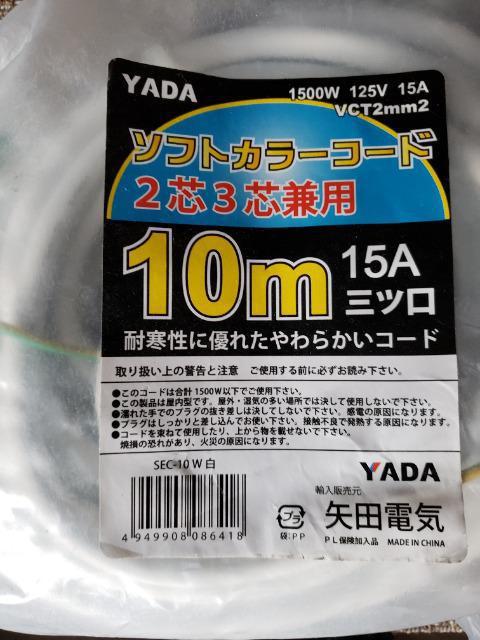 YADA
1500W 125V 15A
VCT2mm2
ソフトカラーコード
2芯3芯兼用
10m
15A
三ツ口
耐寒性に優れたやわらかいコード
取り扱い上の警告と注意 ご使用する前に必ずお読み下さい。
●このコードは合計1500W以下でご使用下さい。
●この製品は屋内型です。屋外・湿気の多い場所では決して使用しないで下さい。
●濡れた手でのプラグの抜き差しは決してしないで下さい。感電の原因になります。
●プラグはしっかりと差し込んでお使い下さい。接触不良で発熱する原因になります。
●コードを束ねて使用したり、上から物を載せないで下さい。
焼損の恐れがあり、火災の原因になります。
SEC-10 W 白
YADA
輸入販売元
矢田電気
プラ
袋:PP
PL保険加入品 MADE IN CHINA
4 949908 086418